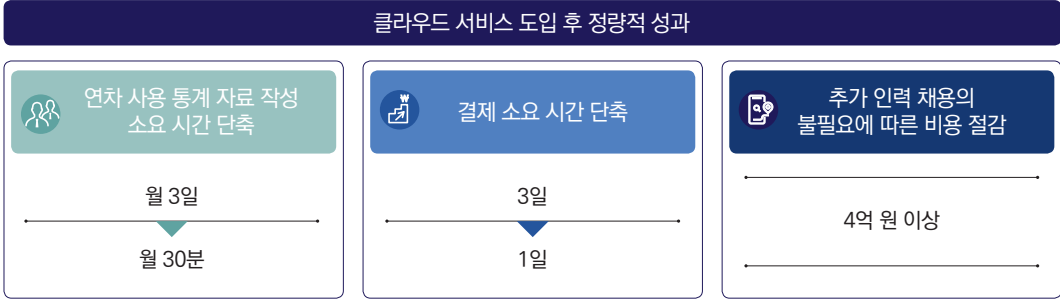 클라우드 서비스 도입 후 정량적 성과
연차 사용 통계 자료 작성
소요 시간 단축
월 3일
월 30분
₩
결제 소요 시간 단축
3일
1일
추가 인력 채용의
불필요에 따른 비용 절감
4억 원 이상